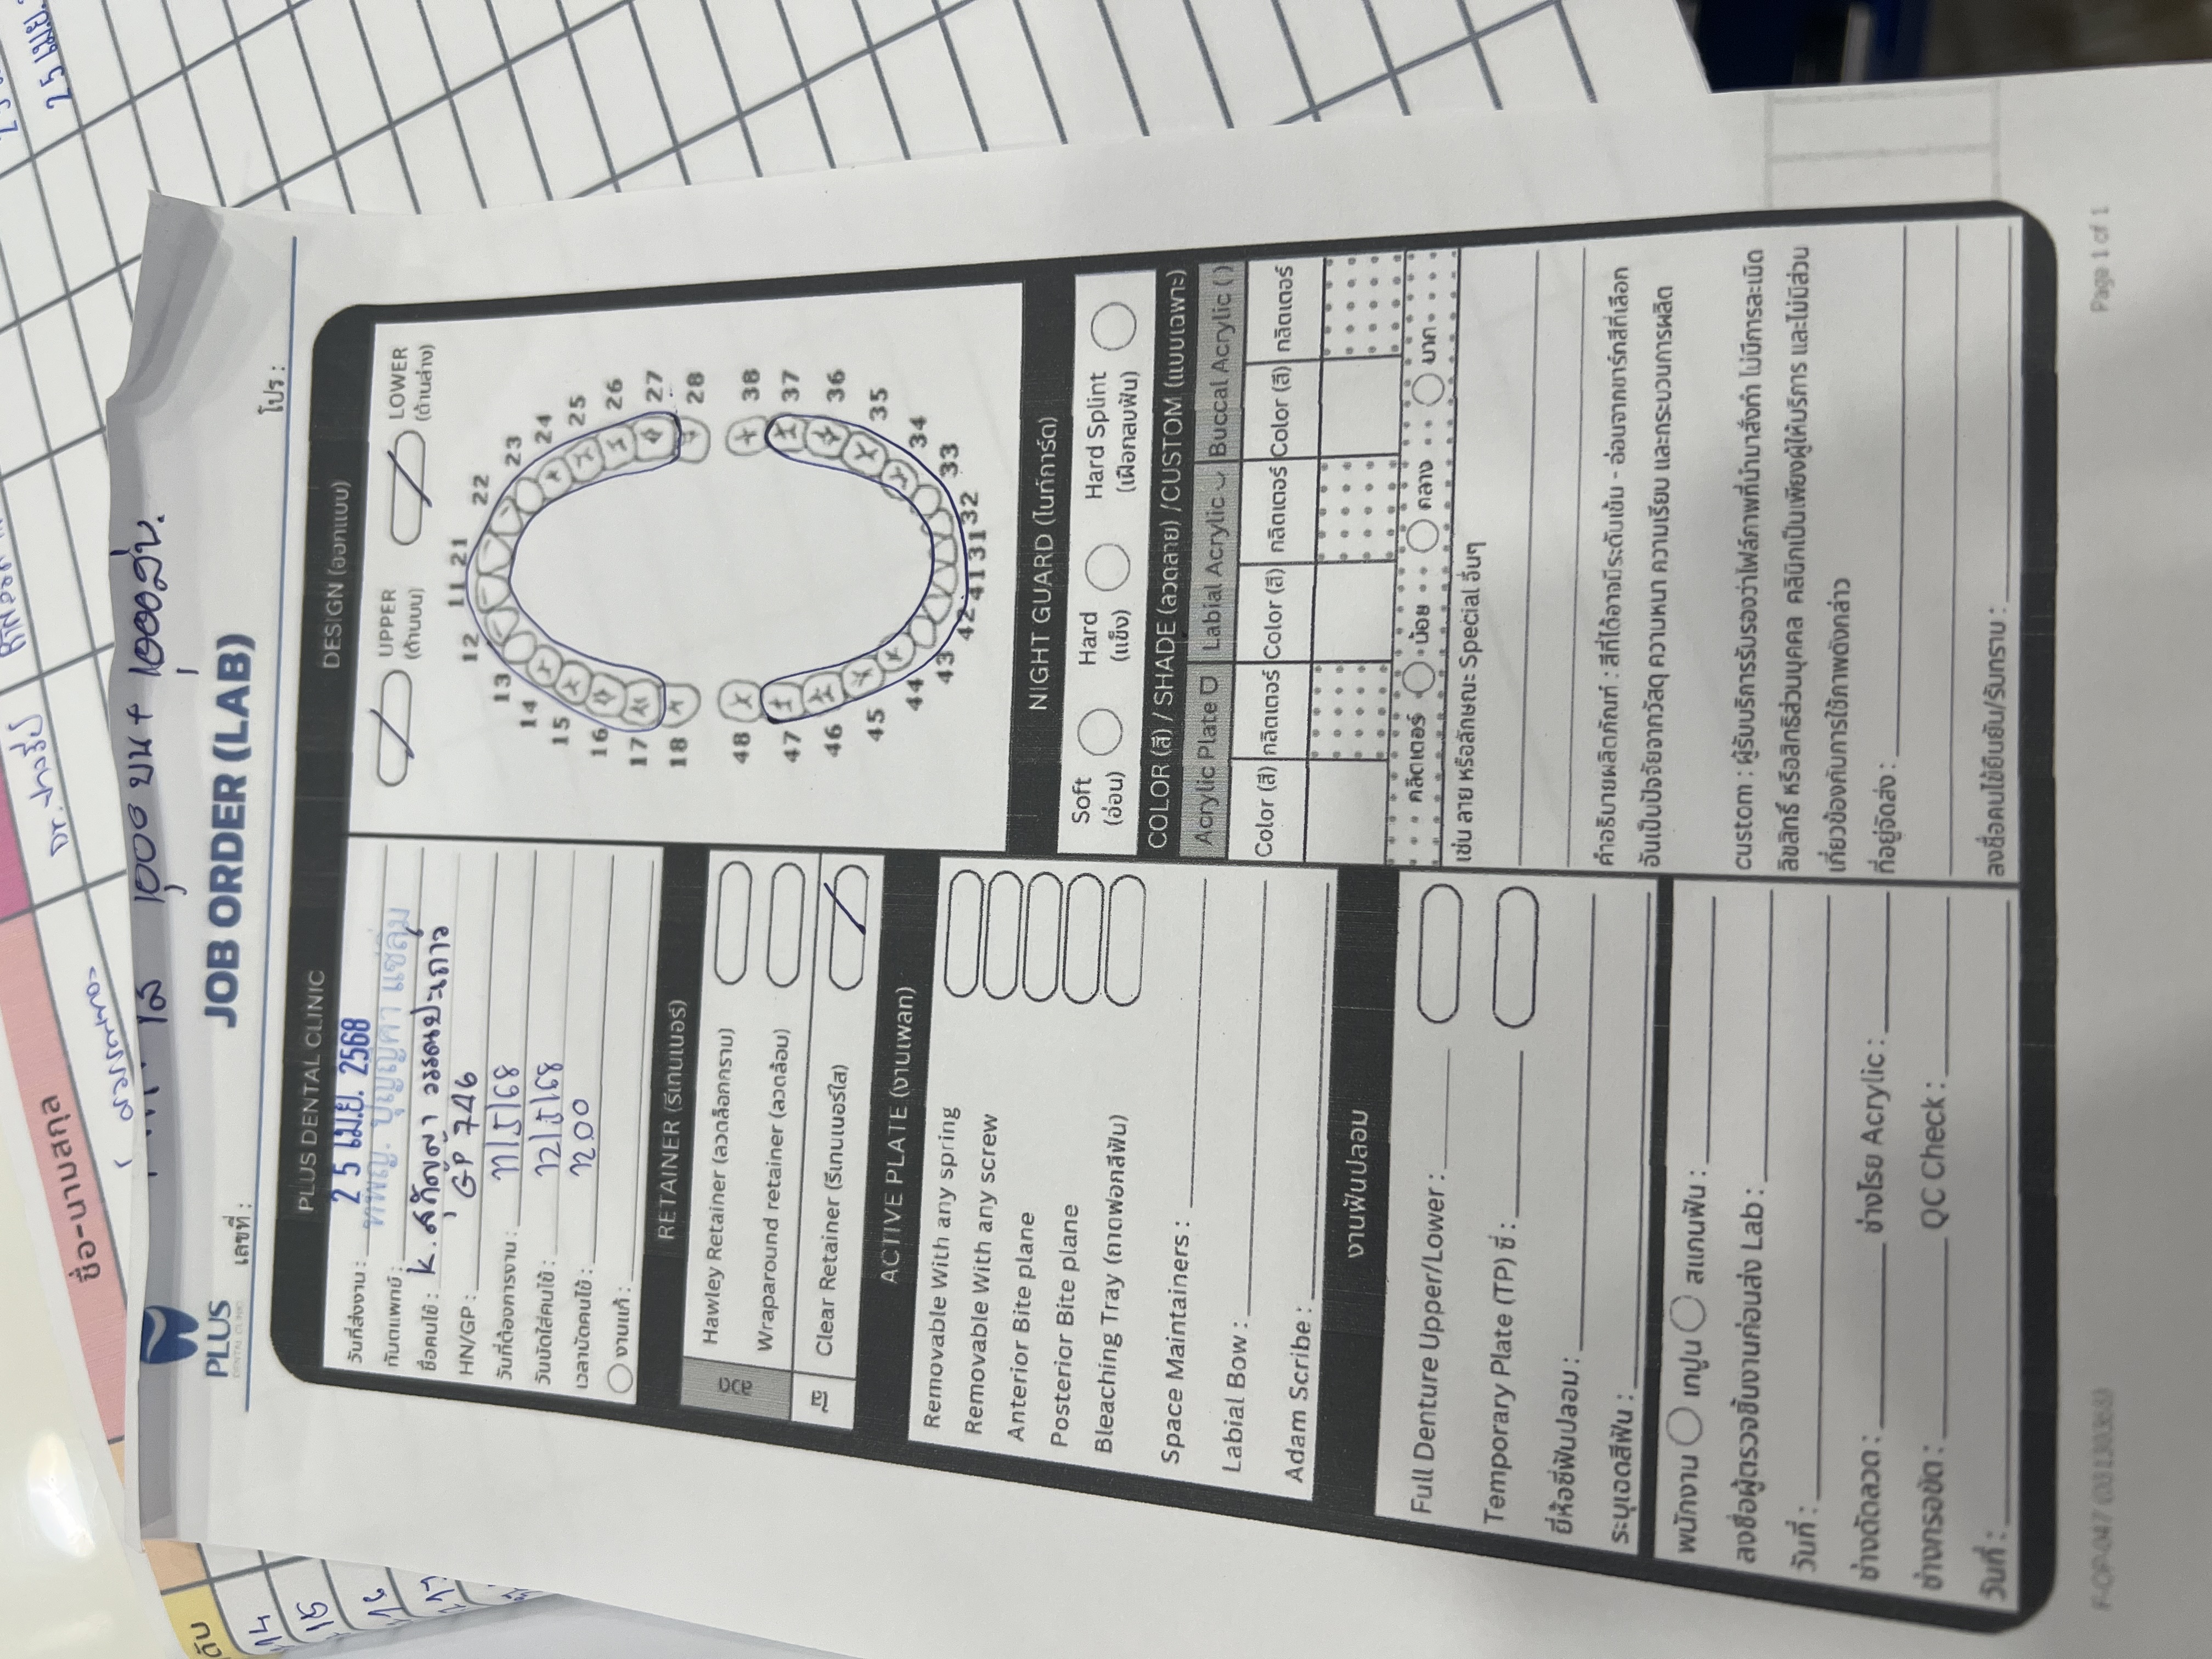 ใส 1,000 บน + 1,000 ล่าง.
PLUS
เลขที่ :
JOB ORDER (LAB)
โปร :
PLUS DENTAL CLINIC
วันที่ส่งงาน : 2 5 เม.ย. 2568
ทันตแพทย์ : ทพญ. ปุญญดา แซ่ลิ้ม
ชื่อคนไข้ : K.
HN/GP : GP 746
วันที่ต้องการงาน : 11/5/68
วันนัดใส่คนไข้ : 12/5/68
เวลานัดคนไข้ : 12.00
งานแก้ :
RETAINER (รีเทนเนอร์)
ลวด
Hawley Retainer (ลวดล็อกกราม)
Wraparound retainer (ลวดล้อม)
ใส
Clear Retainer (รีเทนเนอร์ใส)
ACTIVE PLATE (งานเพลท)
Removable With any spring
Removable With any screw
Anterior Bite plane
Posterior Bite plane
Bleaching Tray (ถาดฟอกสีฟัน)
Space Maintainers :
Labial Bow :
Adam Scribe :
งานฟันปลอม
Full Denture Upper/Lower :
Temporary Plate (TP) ซี่ :
ยี่ห้อซี่ฟันปลอม :
ระบุเฉดสีฟัน :
พนักงาน เทปูน สแกนฟัน :
ลงชื่อผู้ตรวจชิ้นงานก่อนส่ง Lab :
วันที่ :
ช่างดัดลวด : ช่างโรย Acrylic :
ช่างกรอขัด : QC Check :
วันที่ :
DESIGN (ออกแบบ)
UPPER LOWER
(ด้านบน) (ด้านล่าง)
11 21
12 22
13 23
14 24
15 25
16 26
17 27
18 28
48 38
47 37
46 36
45 35
44 34
43 33
42 41 31 32
NIGHT GUARD (ไนท์การ์ด)
Soft Hard Hard Splint
(อ่อน) (แข็ง) (เฝือกสบฟัน)
COLOR (สี) / SHADE (ลวดลาย) / CUSTOM (แบบเฉพาะ)
Acrylic Plate Labial Acrylic Buccal Acrylic
Color (สี) กลิตเตอร์ Color (สี) กลิตเตอร์ Color (สี) กลิตเตอร์
กลิตเตอร์ น้อย กลาง มาก
เช่น ลาย หรือลักษณะ Special อื่นๆ
คำอธิบายผลิตภัณฑ์ : สีที่ได้อาจมีระดับเข้ม - อ่อนจากชาร์ทสีที่เลือก
อันเป็นปัจจัยจากวัสดุ ความหนา ความเรียบ และกระบวนการผลิต
custom : ผู้รับบริการรับรองว่าไฟล์ภาพที่นำมาสั่งทำ ไม่มีการละเมิด
ลิขสิทธิ์ หรือสิทธิส่วนบุคคล คลินิกเป็นเพียงผู้ให้บริการ และไม่มีส่วน
เกี่ยวข้องกับการใช้ภาพดังกล่าว
ที่อยู่จัดส่ง :
ลงชื่อคนไข้ยืนยัน/รับทราบ :
Page 1 of 1
ชื่อ-นามสกุล
14
15
16
17
25 เม.ย.